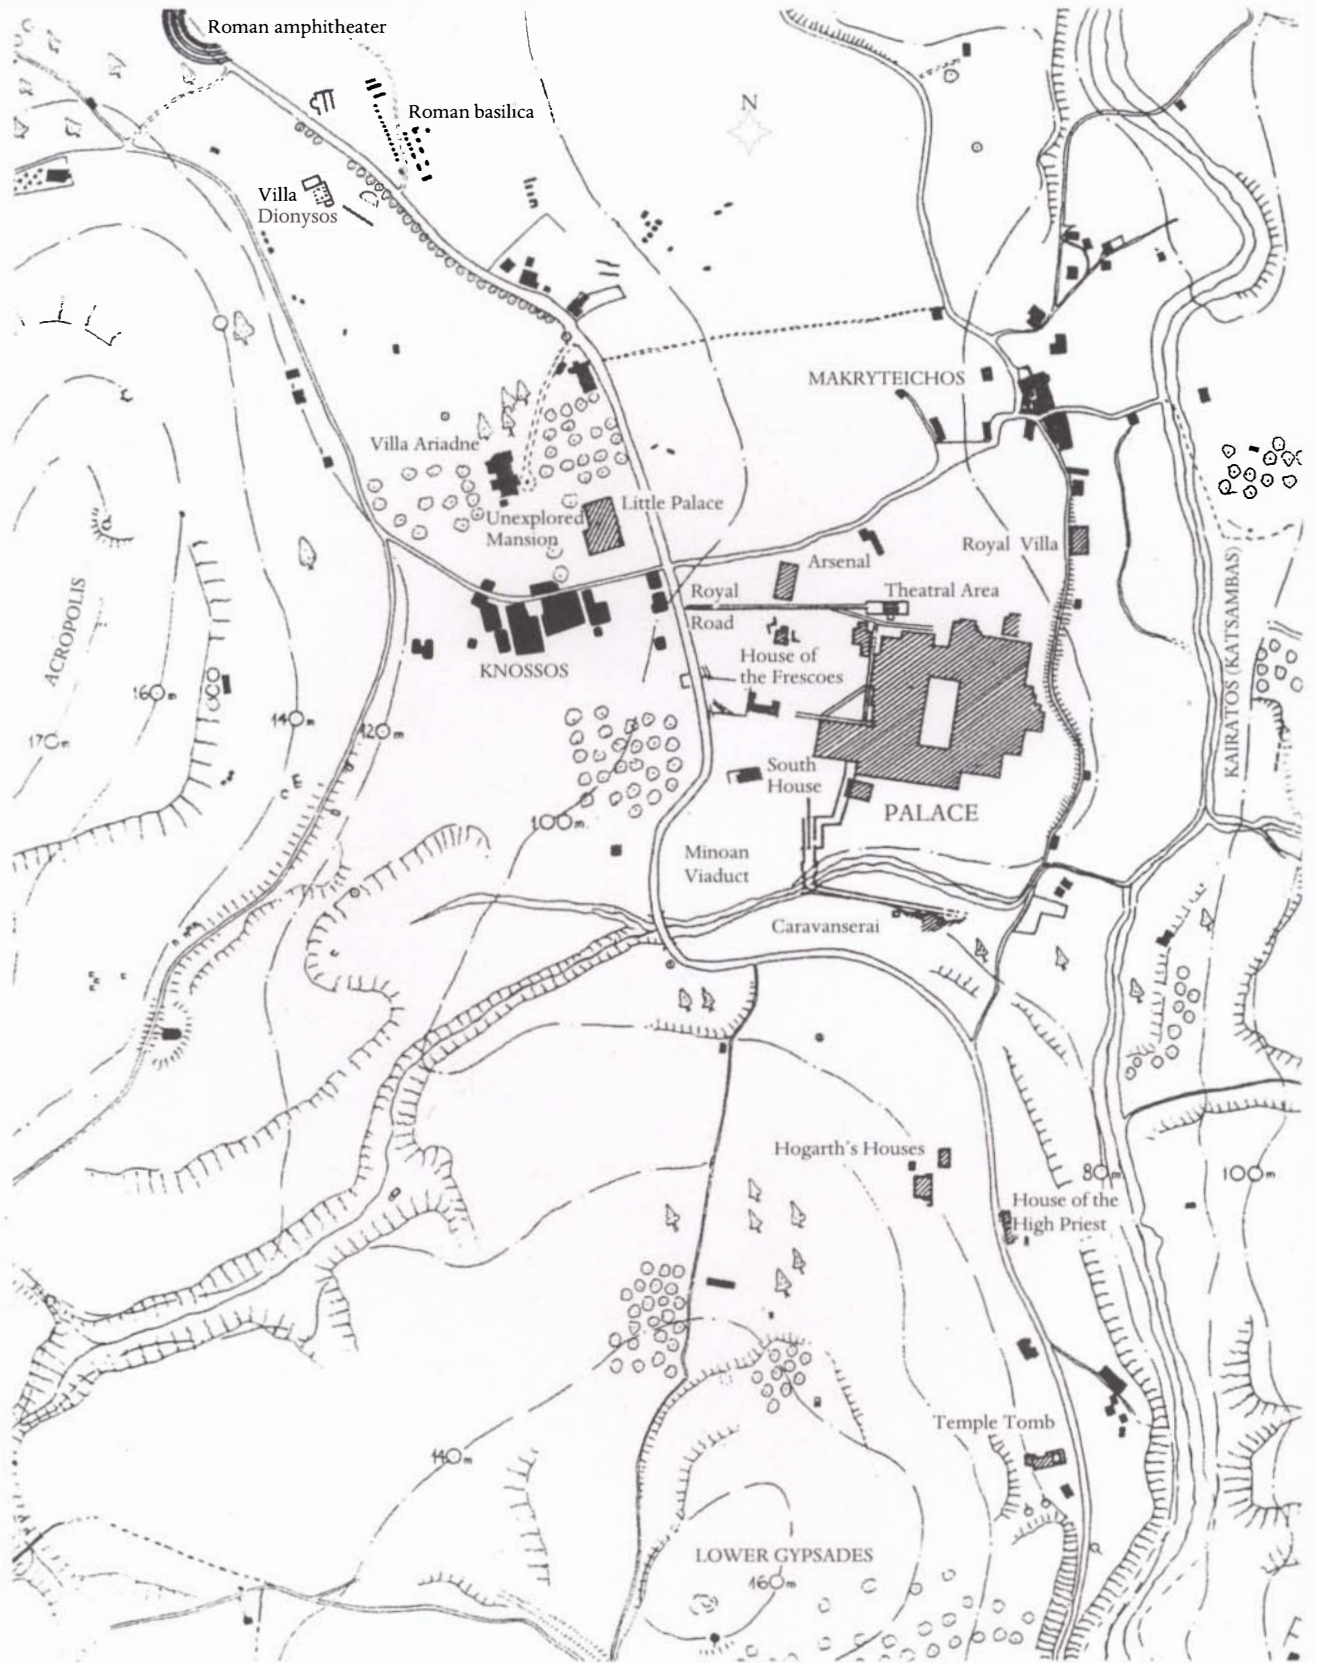 Roman amphitheater
Roman basilica
N
Villa
Dionysos
MAKRYTEICHOS
Villa Ariadne
Little Palace
Unexplored
Mansion
Arsenal
Royal Villa
Royal
Road
Theatral Area
KNOSSOS
House of
the Frescoes
ACROPOLIS
KAIRATOS (KATSAMBAS)
160m
140m
120m
170m
South
House
PALACE
100m
Minoan
Viaduct
Caravanserai
Hogarth's Houses
80m
100m
House of the
High Priest
Temple Tomb
140m
LOWER GYPSADES
160m